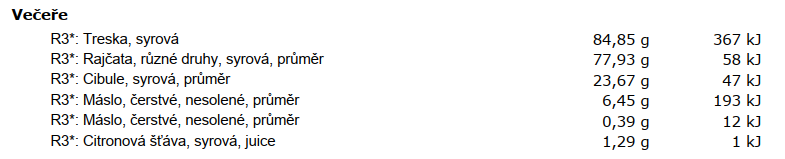 Večeře
R3*: Treska, syrová 84,85 g 367 kJ
R3*: Rajčata, různé druhy, syrová, průměr 77,93 g 58 kJ
R3*: Cibule, syrová, průměr 23,67 g 47 kJ
R3*: Máslo, čerstvé, nesolené, průměr 6,45 g 193 kJ
R3*: Máslo, čerstvé, nesolené, průměr 0,39 g 12 kJ
R3*: Citronová šťáva, syrová, juice 1,29 g 1 kJ